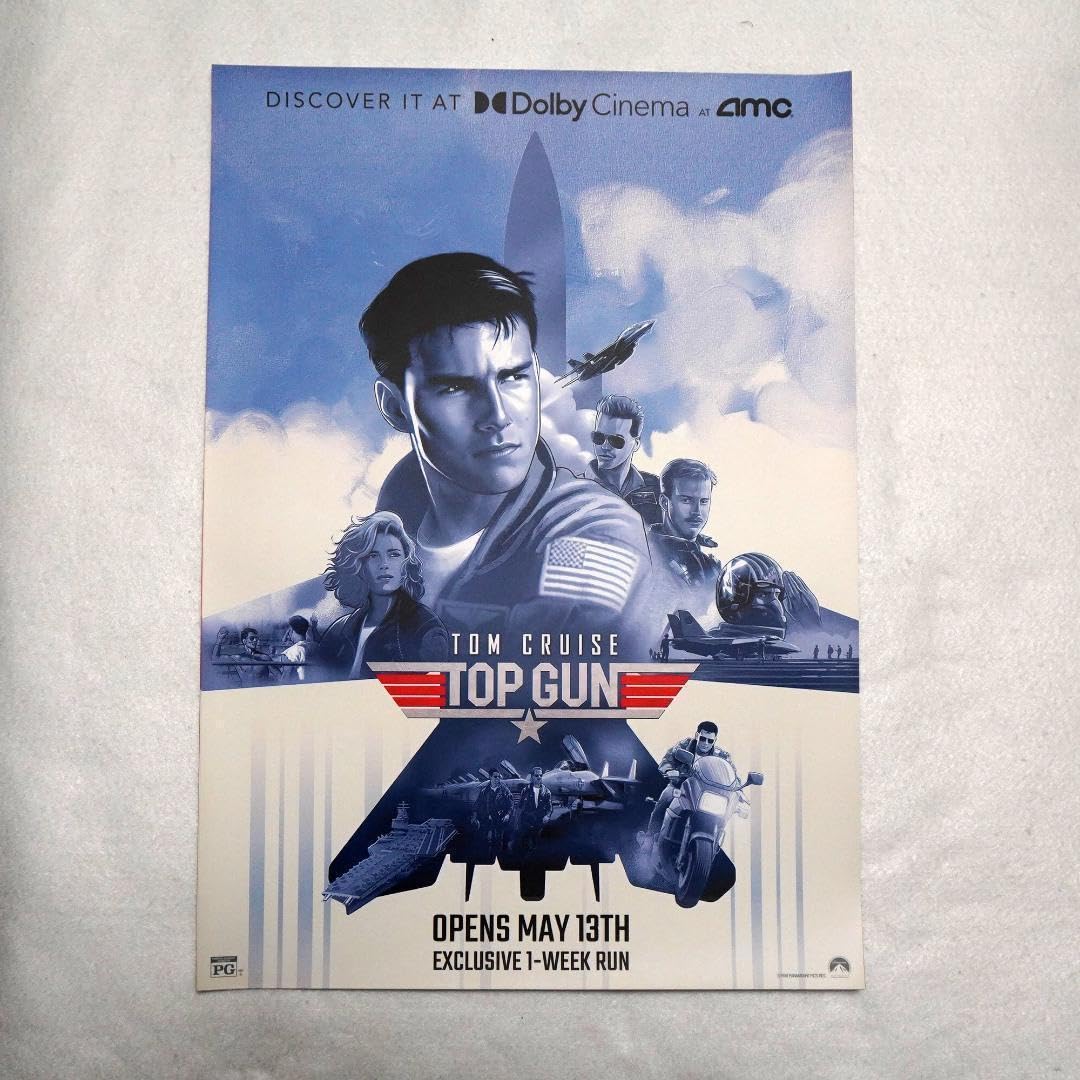 DISCOVER IT AT Dolby Cinema AT amc
TOM CRUISE
TOP GUN
OPENS MAY 13TH
EXCLUSIVE 1-WEEK RUN
PG